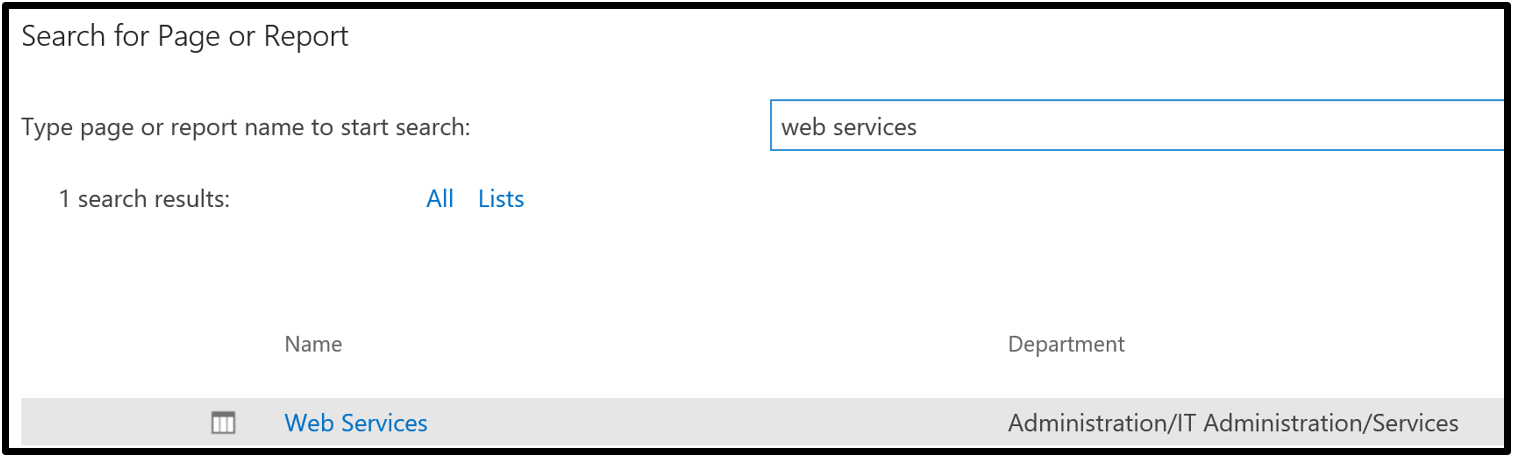 Search for Page or Report
Type page or report name to start search: web services
1 search results: All Lists
Name Department
Web Services Administration/IT Administration/Services